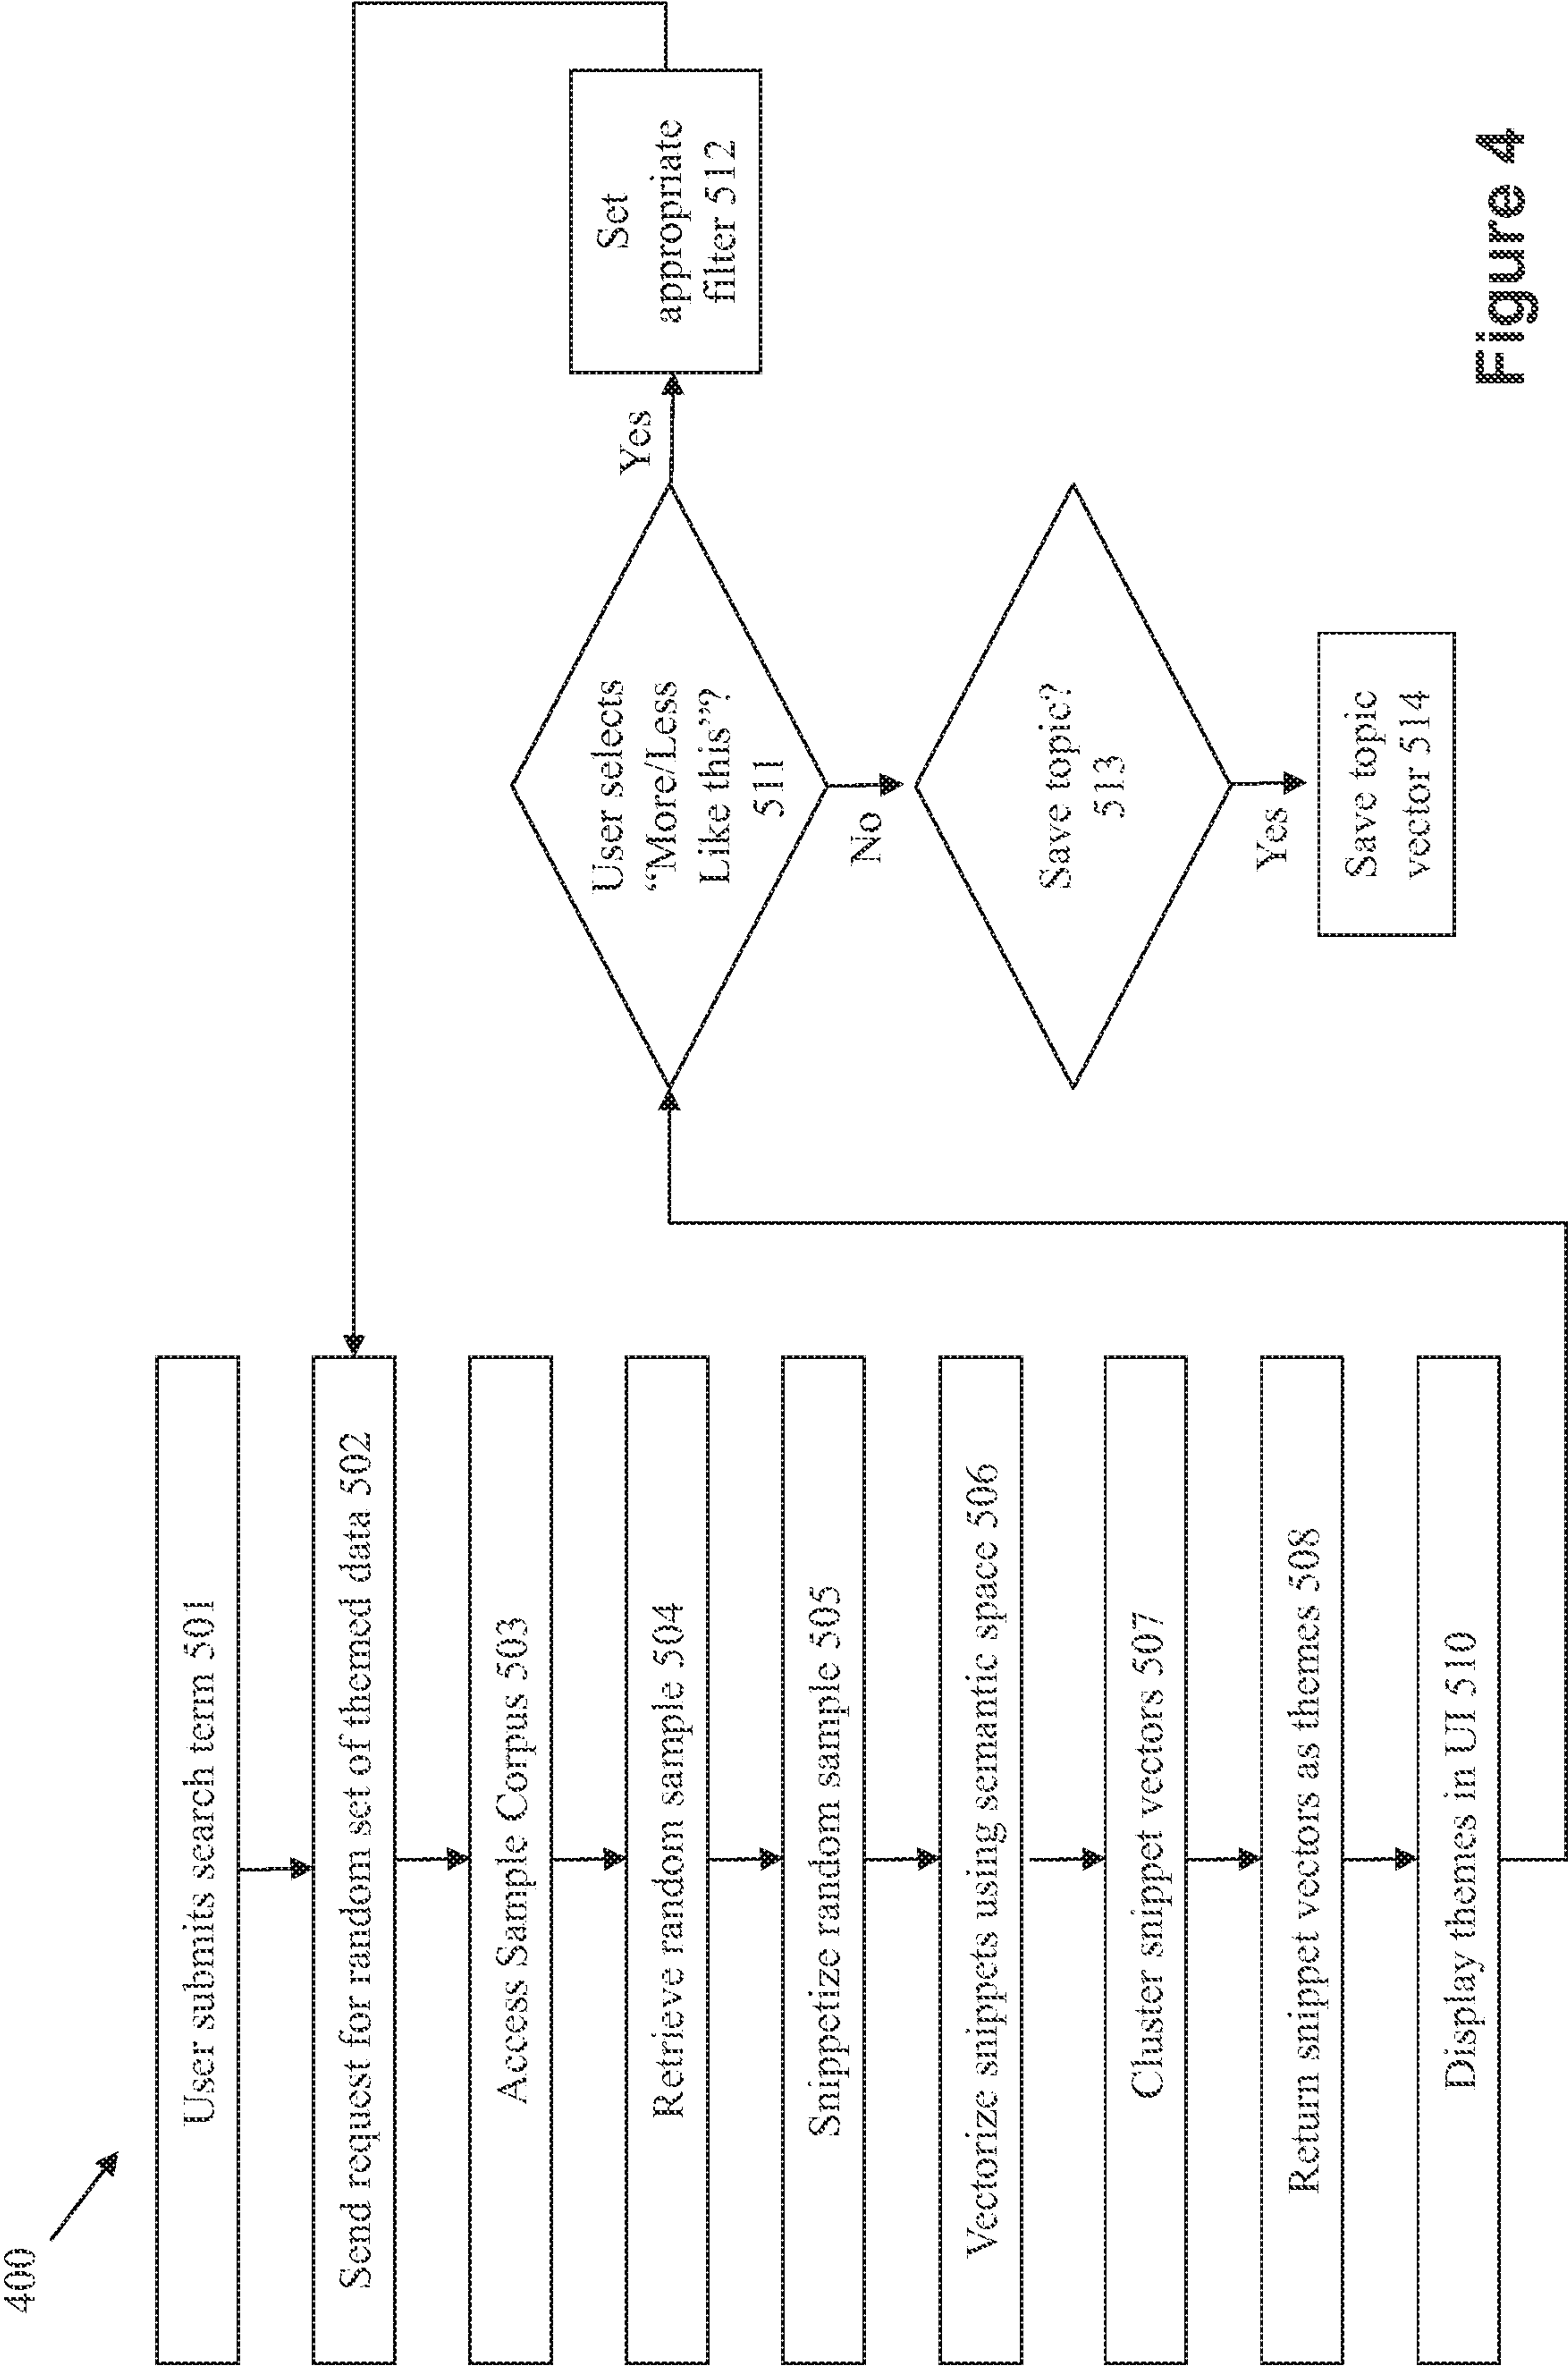 400
User submits search term 501
Send request for random set of themed data 502
Access Sample Corpus 503
Retrieve random sample 504
Snippetize random sample 505
Vectorize snippets using semantic space 506
Cluster snippet vectors 507
Return snippet vectors as themes 508
Display themes in UI 510
User selects
“More/Less
Like this”?
511
Yes
Set
appropriate
filter 512
No
Save topic?
513
Yes
Save topic
vector 514
Figure 4